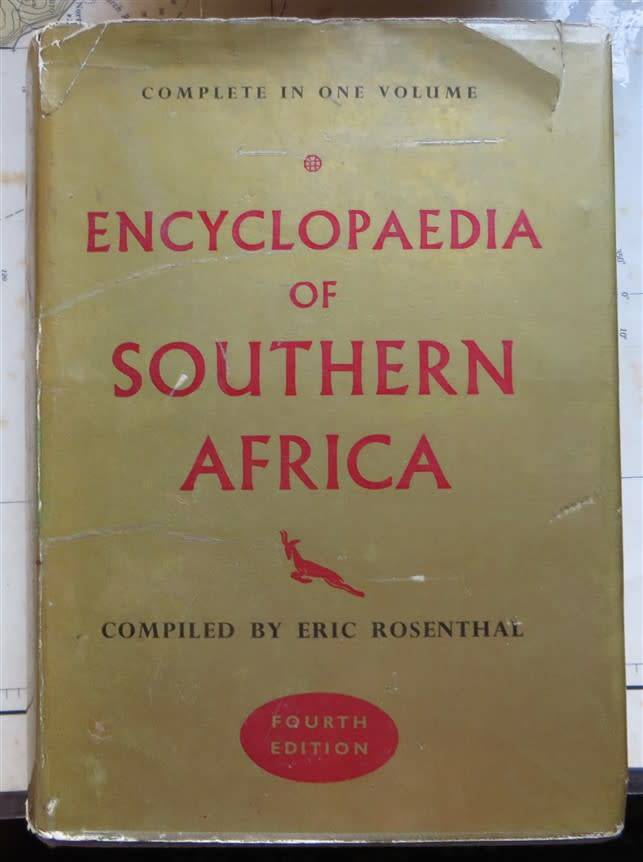 COMPLETE IN ONE VOLUME
ENCYCLOPAEDIA
OF
SOUTHERN
AFRICA
COMPILED BY ERIC ROSENTHAL
FOURTH
EDITION